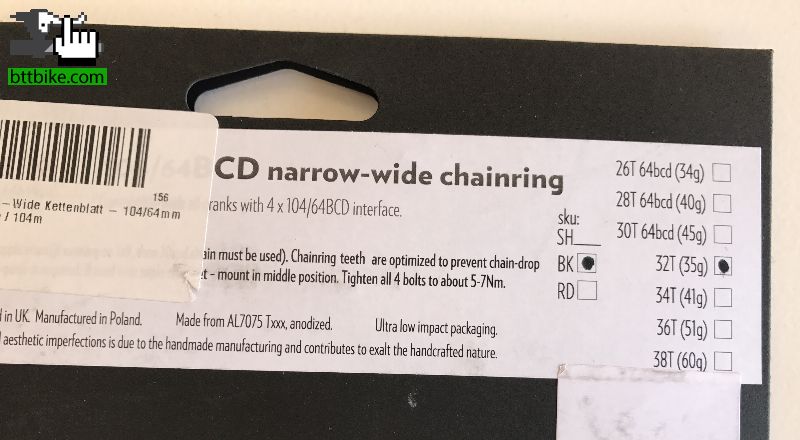 bttbike.com
156
-Wide Kettenblatt - 104/64mm
/ 104m
/64BCD narrow-wide chainring
ranks with 4 x 104/64BCD interface.
ain must be used). Chainring teeth are optimized to prevent chain-drop
t - mount in middle position. Tighten all 4 bolts to about 5-7Nm.
d in UK. Manufactured in Poland. Made from AL7075 Txxx, anodized. Ultra low impact packaging.
aesthetic imperfections is due to the handmade manufacturing and contributes to exalt the handcrafted nature.
sku:
SH___
BK
RD
26T 64bcd (34g)
28T 64bcd (40g)
30T 64bcd (45g)
32T (35g)
34T (41g)
36T (51g)
38T (60g)